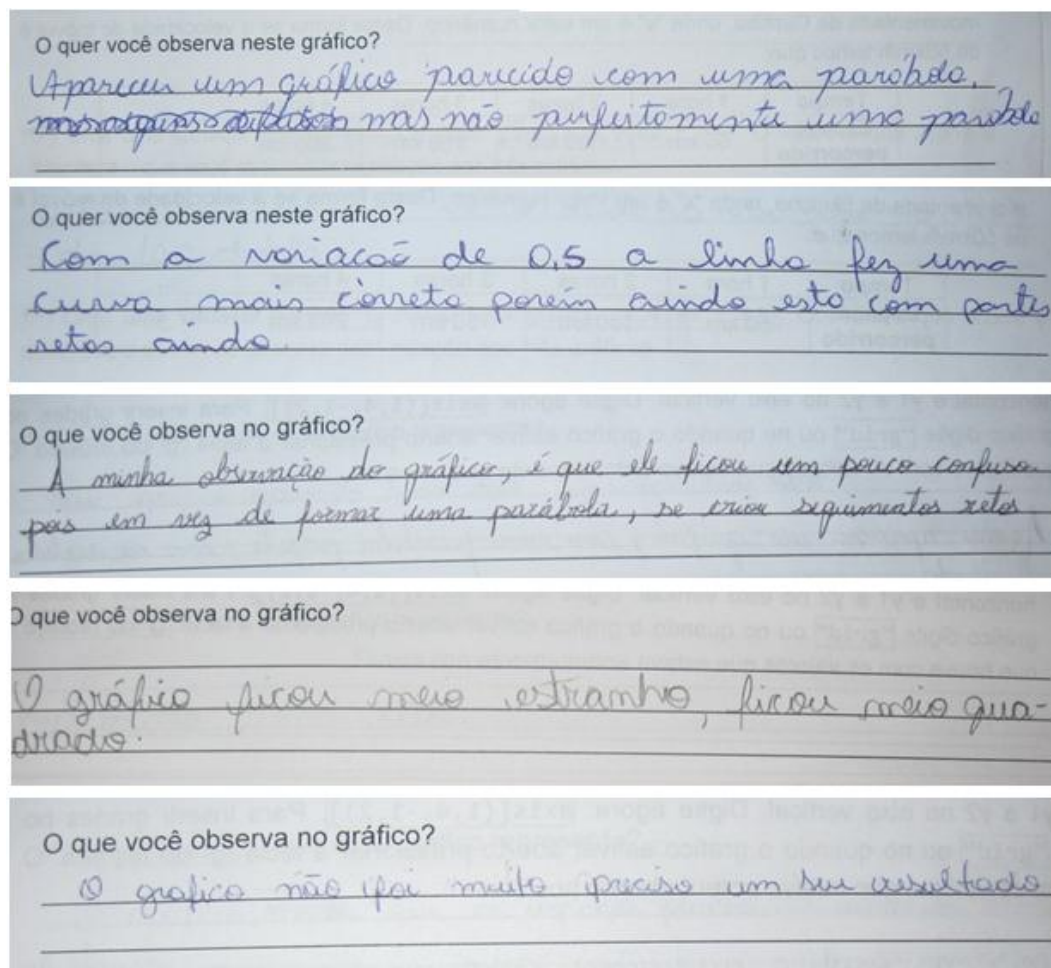 O quer você observa neste gráfico?
Apareceu um gráfico parecido com uma parábola,
mas não perfeitamente uma parábola
O quer você observa neste gráfico?
Com a variacaõ de 0,5 a linha fez uma
curva mais correta porem ainda esta com partes
retas ainda.
O que você observa no gráfico?
A minha observação do gráfico, é que ele ficou um pouco confuso
pois em vez de formar uma parábola, se criou seguimentos retos
O que você observa no gráfico?
O gráfico ficou meio estranho, ficou meio qua-
drado.
O que você observa no gráfico?
O grafico não foi muito preciso um seu resultado